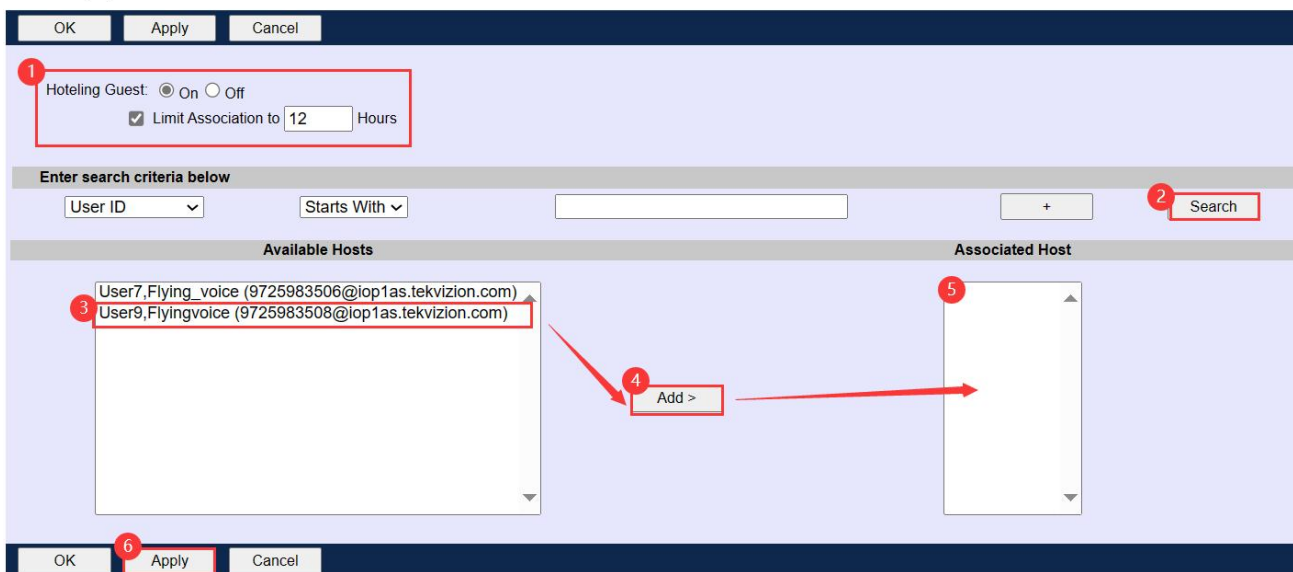 OK Apply Cancel
1
Hoteling Guest: On Off
Limit Association to 12 Hours
Enter search criteria below
User ID Starts With + 2 Search
Available Hosts Associated Host
User7,Flying_voice (9725983506@iop1as.tekvizion.com) 5
3 User9,Flyingvoice (9725983508@iop1as.tekvizion.com)
4
Add >
6
OK Apply Cancel